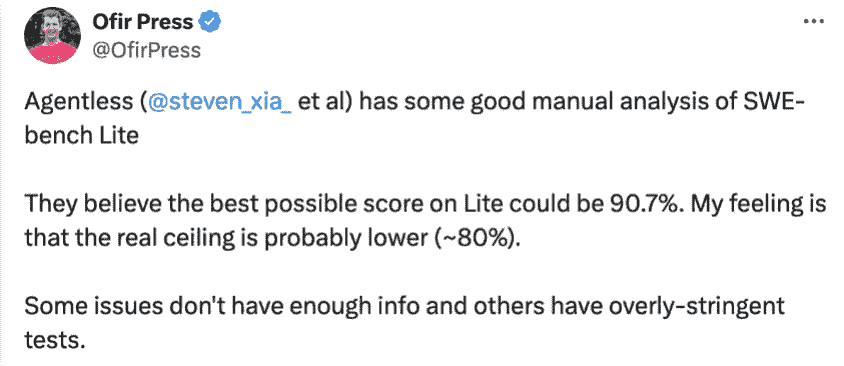 Ofir Press
@OfirPress
Agentless (@steven_xia_ et al) has some good manual analysis of SWE-
bench Lite
They believe the best possible score on Lite could be 90.7%. My feeling is
that the real ceiling is probably lower (~80%).
Some issues don't have enough info and others have overly-stringent
tests.